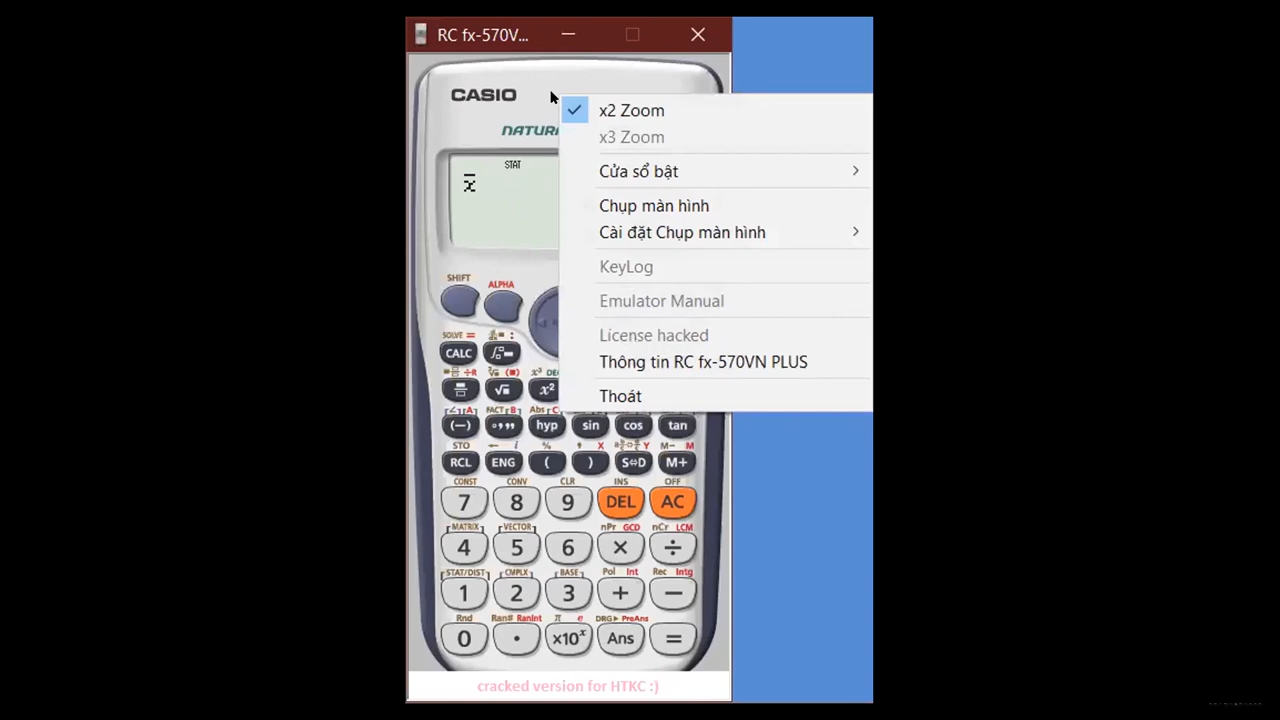 RC fx-570V...
CASIO
NATURA
STAT
x̅
x2 Zoom
x3 Zoom
Cửa sổ bật
Chụp màn hình
Cài đặt Chụp màn hình
KeyLog
Emulator Manual
License hacked
Thông tin RC fx-570VN PLUS
Thoát
SHIFT
ALPHA
SOLVE =
CALC
√ x²
(−) hyp sin cos tan
STO i % , X Y M− M
RCL ENG ( ) S⇔D M+
CONST CONV CLR INS OFF
7 8 9 DEL AC
MATRIX VECTOR nPr GCD nCr LCM
4 5 6 × ÷
STAT/DIST CMPLX BASE Pol Int Rec Intg
1 2 3 + −
Rnd Ran# RanInt π e DRG▶ PreAns
0 · ×10ˣ Ans =
cracked version for HTKC :)